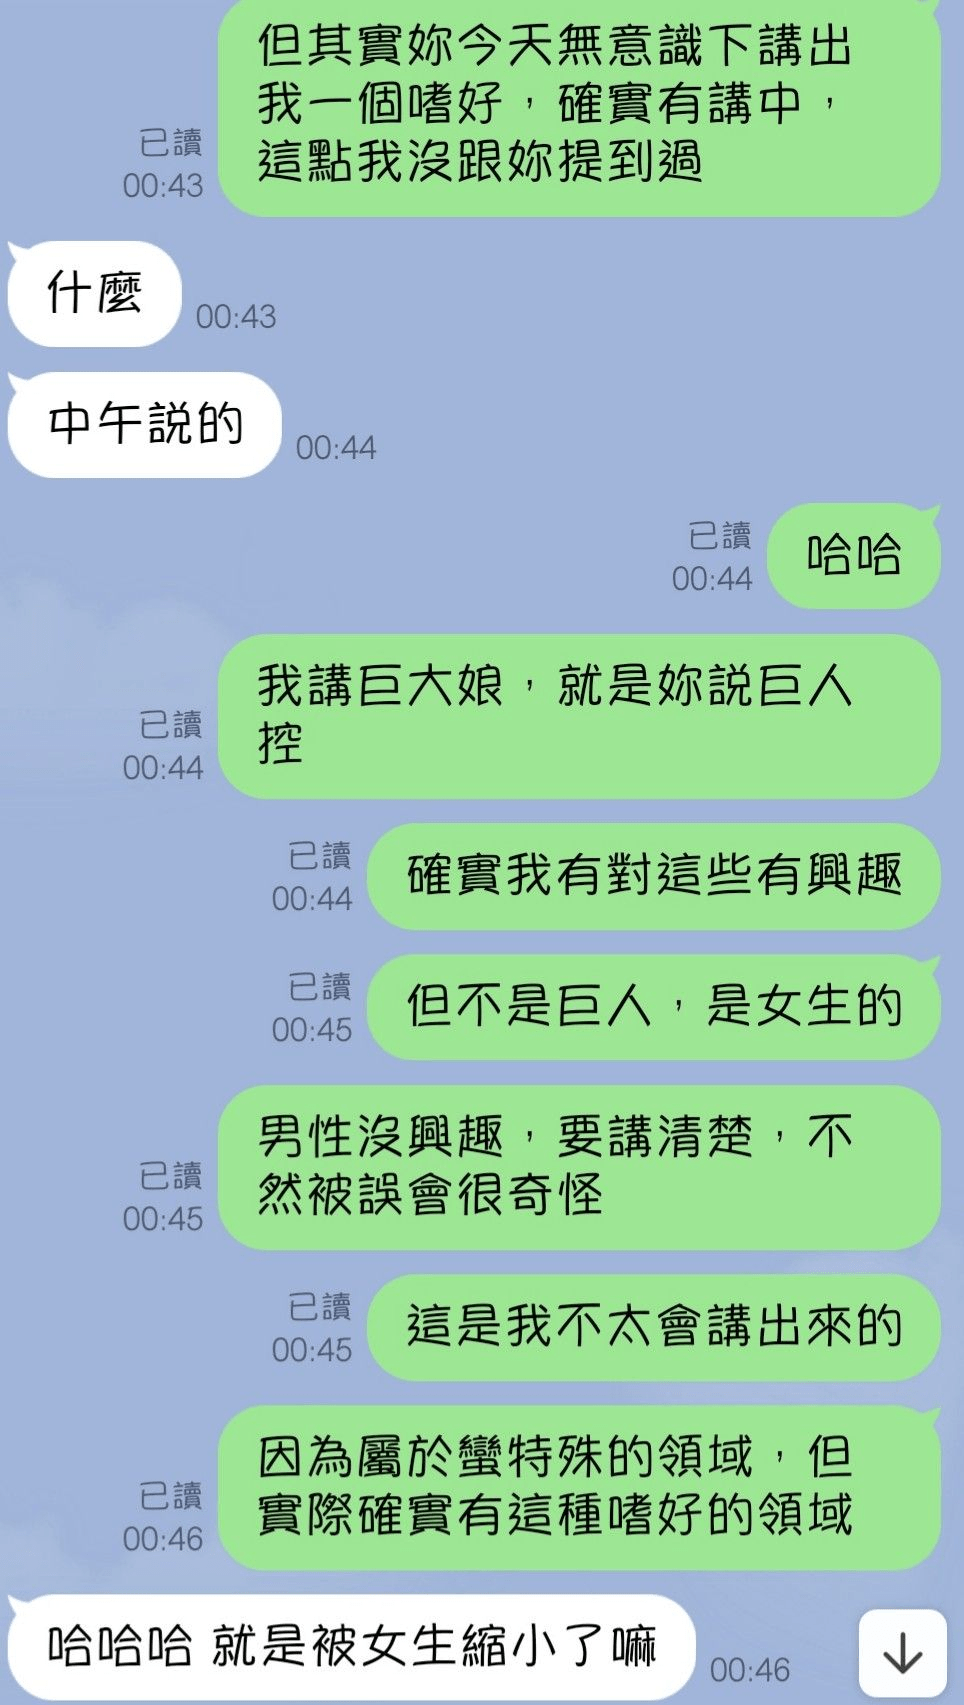 但其實妳今天無意識下講出
我一個嗜好，確實有講中，
這點我沒跟妳提到過
已讀
00:43
什麼
00:43
中午說的
00:44
哈哈
已讀
00:44
我講巨大娘，就是妳說巨人
控
已讀
00:44
確實我有對這些有興趣
已讀
00:44
但不是巨人，是女生的
已讀
00:45
男性沒興趣，要講清楚，不
然被誤會很奇怪
已讀
00:45
這是我不太會講出來的
已讀
00:45
因為屬於蠻特殊的領域，但
實際確實有這種嗜好的領域
已讀
00:46
哈哈哈 就是被女生縮小了嘛
00:46